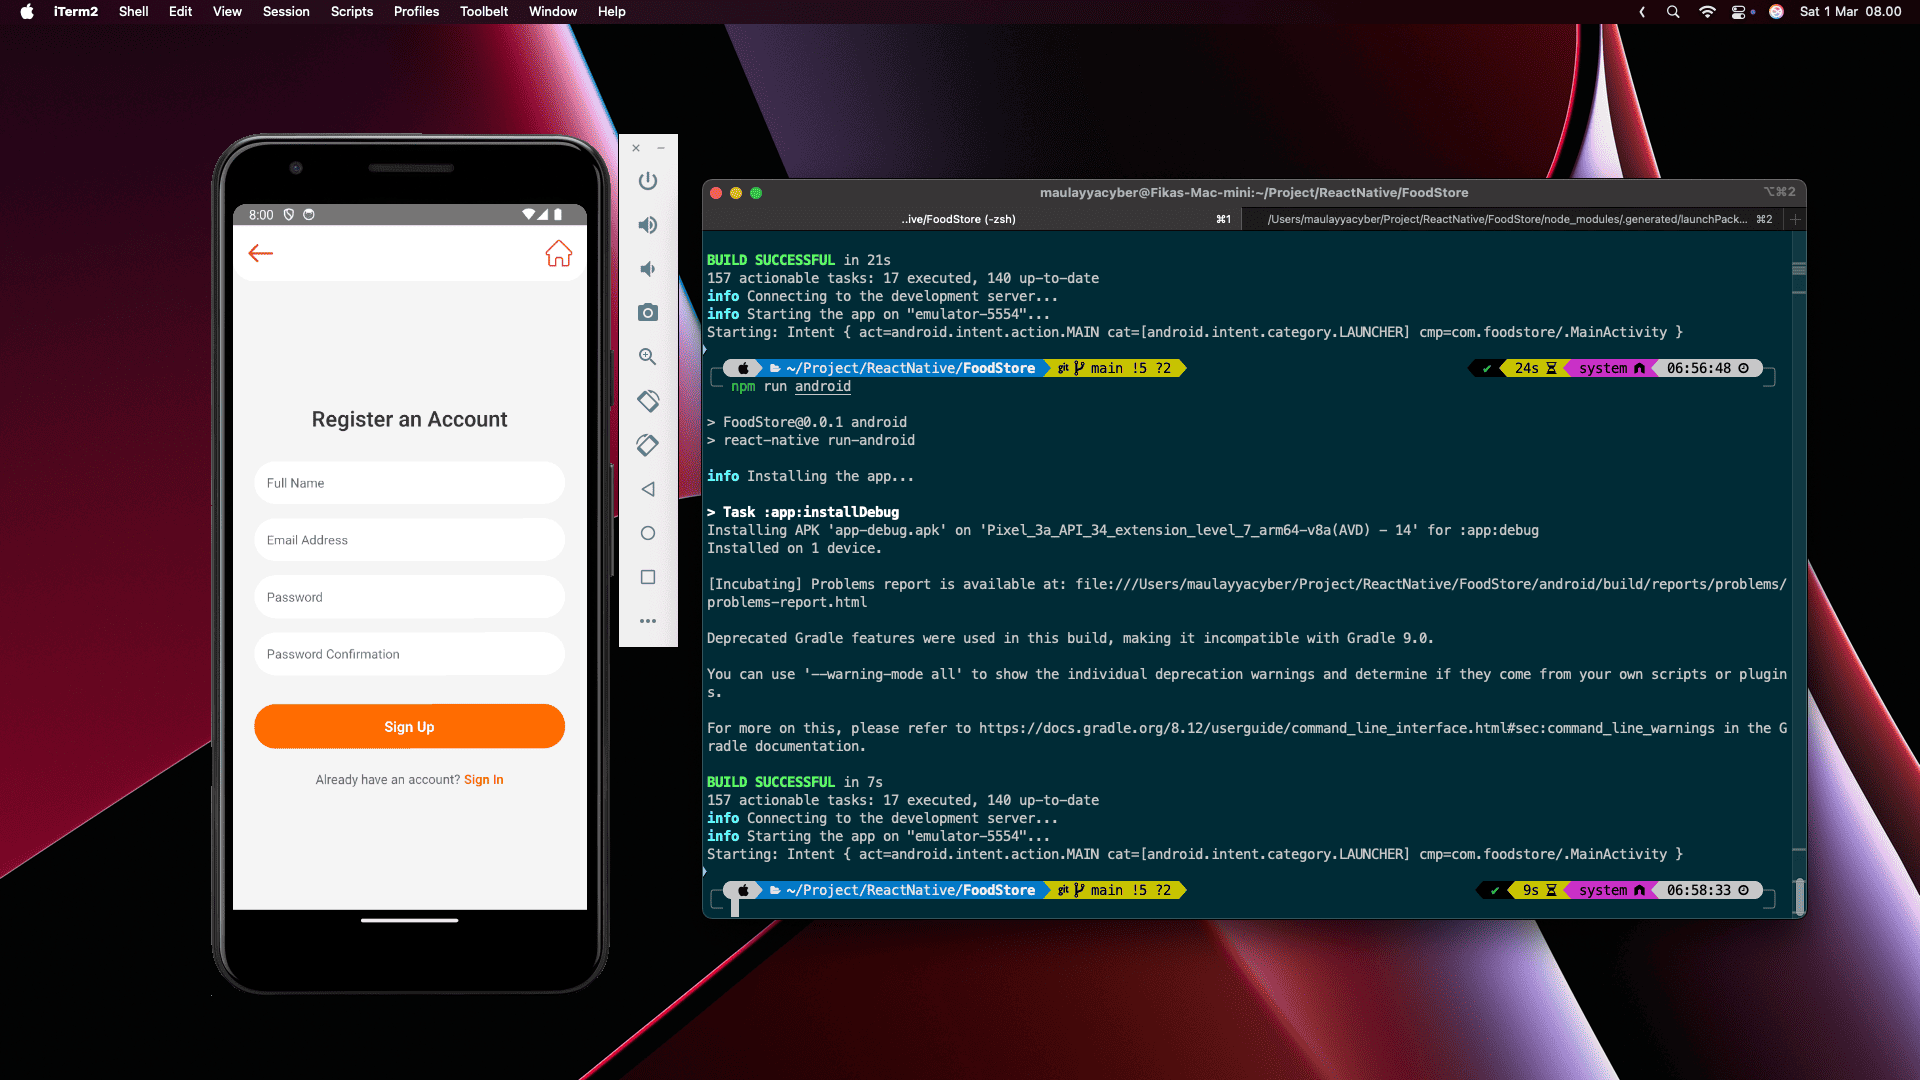 iTerm2 Shell Edit View Session Scripts Profiles Toolbelt Window Help Sat 1 Mar 08.00
8:00
Register an Account
Full Name
Email Address
Password
Password Confirmation
Sign Up
Already have an account? Sign In
maulayyacyber@Fikas-Mac-mini:~/Project/ReactNative/FoodStore ⌥⌘2
..ive/FoodStore (-zsh) ⌘1 /Users/maulayyacyber/Project/ReactNative/FoodStore/node_modules/.generated/launchPack... ⌘2
BUILD SUCCESSFUL in 21s
157 actionable tasks: 17 executed, 140 up-to-date
info Connecting to the development server...
info Starting the app on "emulator-5554"...
Starting: Intent { act=android.intent.action.MAIN cat=[android.intent.category.LAUNCHER] cmp=com.foodstore/.MainActivity }
~/Project/ReactNative/FoodStore git main !5 ?2 ✔ 24s system 06:56:48
npm run android
> FoodStore@0.0.1 android
> react-native run-android
info Installing the app...
> Task :app:installDebug
Installing APK 'app-debug.apk' on 'Pixel_3a_API_34_extension_level_7_arm64-v8a(AVD) - 14' for :app:debug
Installed on 1 device.
[Incubating] Problems report is available at: file:///Users/maulayyacyber/Project/ReactNative/FoodStore/android/build/reports/problems/
problems-report.html
Deprecated Gradle features were used in this build, making it incompatible with Gradle 9.0.
You can use '--warning-mode all' to show the individual deprecation warnings and determine if they come from your own scripts or plugin
s.
For more on this, please refer to https://docs.gradle.org/8.12/userguide/command_line_interface.html#sec:command_line_warnings in the G
radle documentation.
BUILD SUCCESSFUL in 7s
157 actionable tasks: 17 executed, 140 up-to-date
info Connecting to the development server...
info Starting the app on "emulator-5554"...
Starting: Intent { act=android.intent.action.MAIN cat=[android.intent.category.LAUNCHER] cmp=com.foodstore/.MainActivity }
~/Project/ReactNative/FoodStore git main !5 ?2 ✔ 9s system 06:58:33